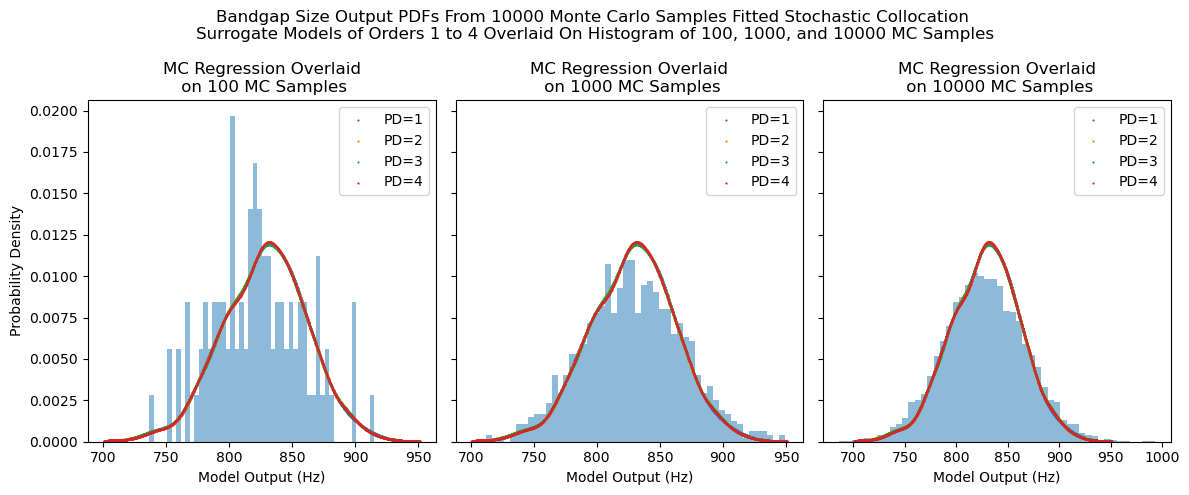 Bandgap Size Output PDFs From 10000 Monte Carlo Samples Fitted Stochastic Collocation
Surrogate Models of Orders 1 to 4 Overlaid On Histogram of 100, 1000, and 10000 MC Samples
MC Regression Overlaid
on 100 MC Samples
MC Regression Overlaid
on 1000 MC Samples
MC Regression Overlaid
on 10000 MC Samples
Probability Density
0.0200
0.0175
0.0150
0.0125
0.0100
0.0075
0.0050
0.0025
0.0000
PD=1
PD=2
PD=3
PD=4
700 750 800 850 900 950
Model Output (Hz)
PD=1
PD=2
PD=3
PD=4
700 750 800 850 900 950
Model Output (Hz)
PD=1
PD=2
PD=3
PD=4
700 750 800 850 900 950 1000
Model Output (Hz)